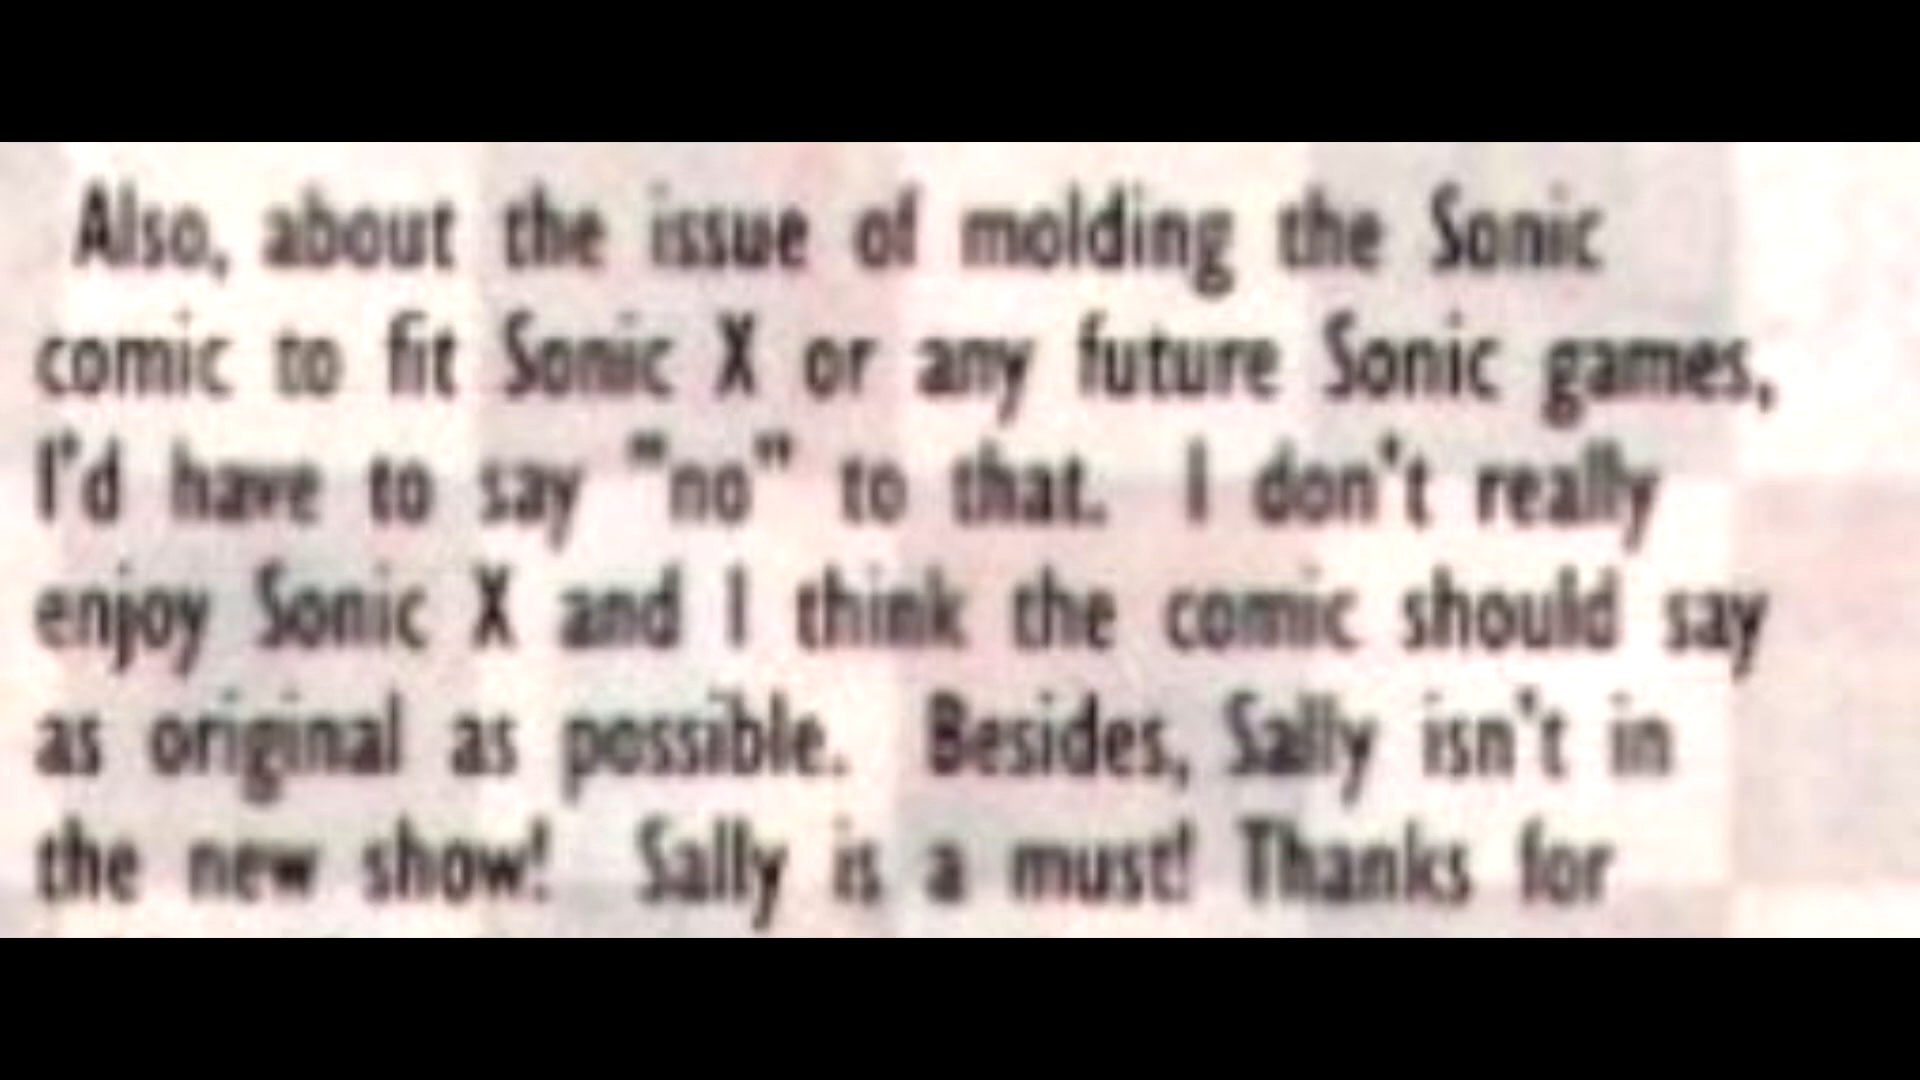 Also, about the issue of molding the Sonic
comic to fit Sonic X or any future Sonic games,
I'd have to say "no" to that. I don't really
enjoy Sonic X and I think the comic should say
as original as possible. Besides, Sally isn't in
the new show! Sally is a must! Thanks for